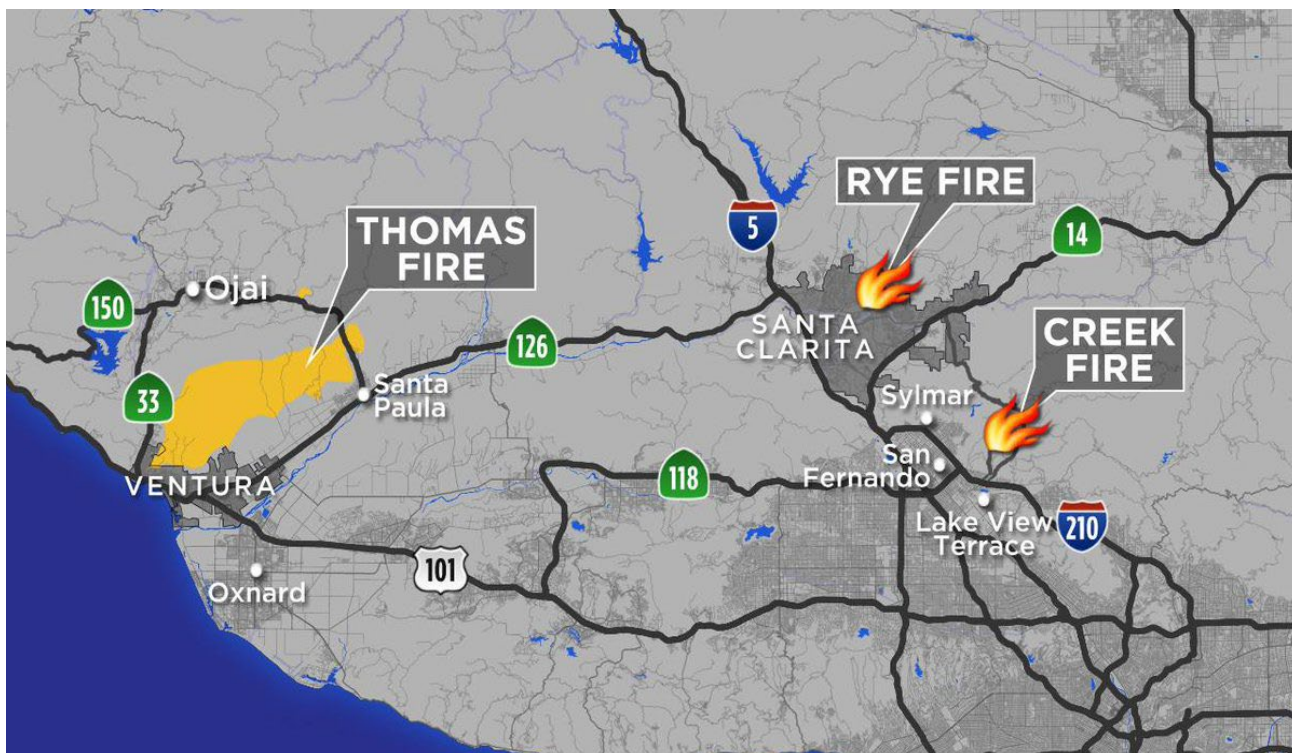 RYE FIRE
5
14
THOMAS
FIRE
Ojai
150
SANTA
CLARITA
CREEK
FIRE
126
33
Santa
Paula
Sylmar
San
Fernando
118
VENTURA
Lake View
Terrace
210
101
Oxnard